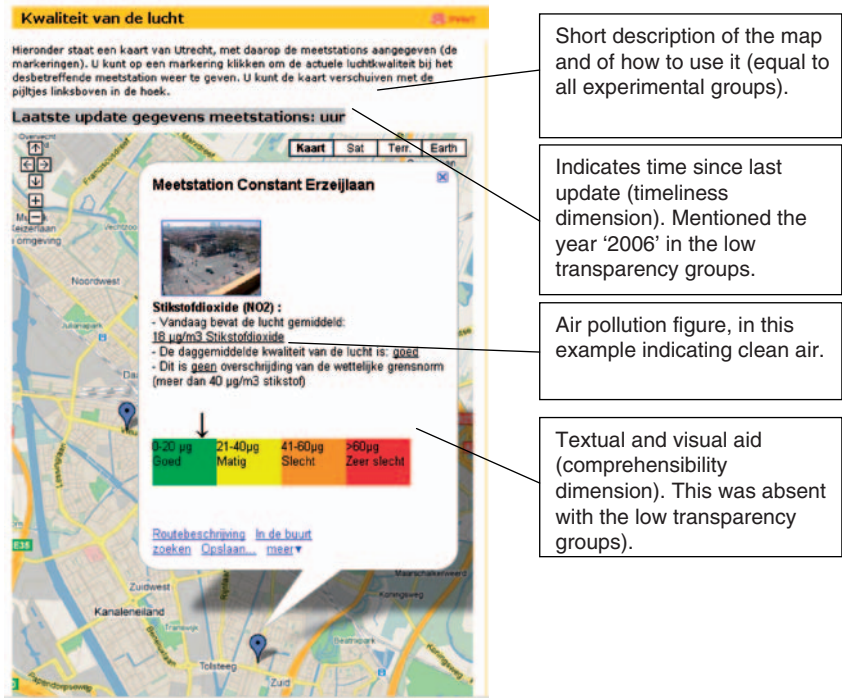 Kwaliteit van de lucht
Hieronder staat een kaart van Utrecht, met daarop de meetstations aangegeven (de
markeringen). U kunt op een markering klikken om de actuele luchtkwaliteit bij het
desbetreffende meetstation weer te geven. U kunt de kaart verschuiven met de
pijltjes linksboven in de hoek.
Laatste update gegevens meetstations: uur
Kaart Sat Terr. Earth
Meetstation Constant Erzeijlaan
Stikstofdioxide (NO2) :
- Vandaag bevat de lucht gemiddeld:
18 µg/m3 Stikstofdioxide
- De daggemiddelde kwaliteit van de lucht is: goed
- Dit is geen overschrijding van de wettelijke grensnorm
(meer dan 40 µg/m3 stikstof)
0-20 µg 21-40µg 41-60µg >60µg
Goed Matig Slecht Zeer slecht
Routebeschrijving In de buurt
zoeken Opslaan... meer▾
Noordwest
Julianapark
E35
Zuidwest
Kanaleneiland
Transwijk
Tolsteeg
Zuid
Maarschalkerweerd
Koningsweg
Beatrixpark
Koningsweg
Papendorpseweg
Short description of the map
and of how to use it (equal to
all experimental groups).
Indicates time since last
update (timeliness
dimension). Mentioned the
year ‘2006’ in the low
transparency groups.
Air pollution figure, in this
example indicating clean air.
Textual and visual aid
(comprehensibility
dimension). This was absent
with the low transparency
groups).